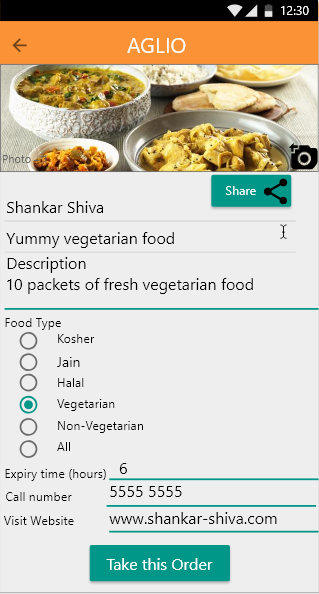 12:30
AGLIO
Photo
Share
Shankar Shiva
Yummy vegetarian food
Description
10 packets of fresh vegetarian food
Food Type
Kosher
Jain
Halal
Vegetarian
Non-Vegetarian
All
Expiry time (hours) 6
Call number 5555 5555
Visit Website www.shankar-shiva.com
Take this Order